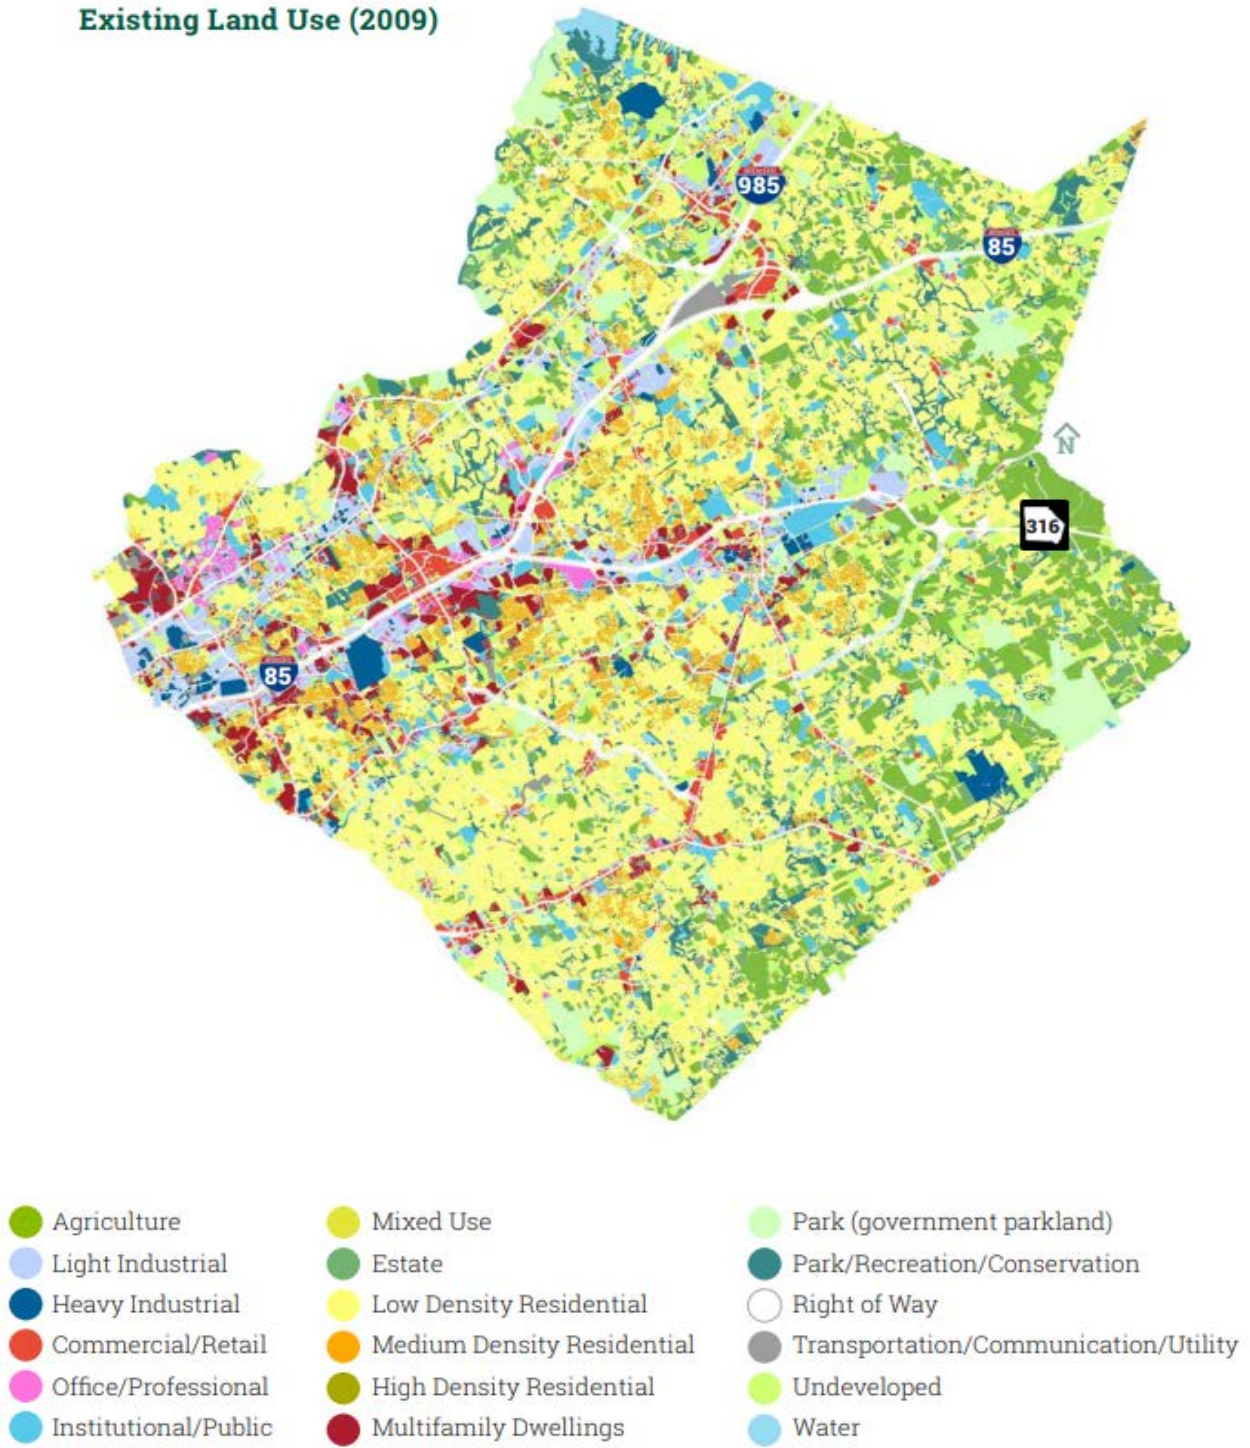 Existing Land Use (2009)
985
85
N
316
85
Agriculture
Light Industrial
Heavy Industrial
Commercial/Retail
Office/Professional
Institutional/Public
Mixed Use
Estate
Low Density Residential
Medium Density Residential
High Density Residential
Multifamily Dwellings
Park (government parkland)
Park/Recreation/Conservation
Right of Way
Transportation/Communication/Utility
Undeveloped
Water